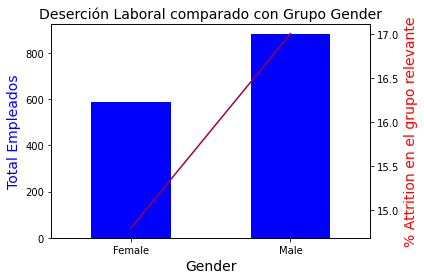 Deserción Laboral comparado con Grupo Gender
Total Empleados
800
600
400
200
0
17.0
16.5
16.0
15.5
15.0
% Attrition en el grupo relevante
Female Male
Gender